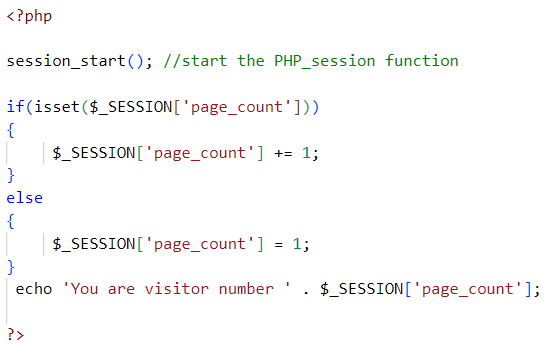 <?php
session_start(); //start the PHP_session function
if(isset($_SESSION['page_count']))
{
$_SESSION['page_count'] += 1;
}
else
{
$_SESSION['page_count'] = 1;
}
echo 'You are visitor number ' . $_SESSION['page_count'];
?>